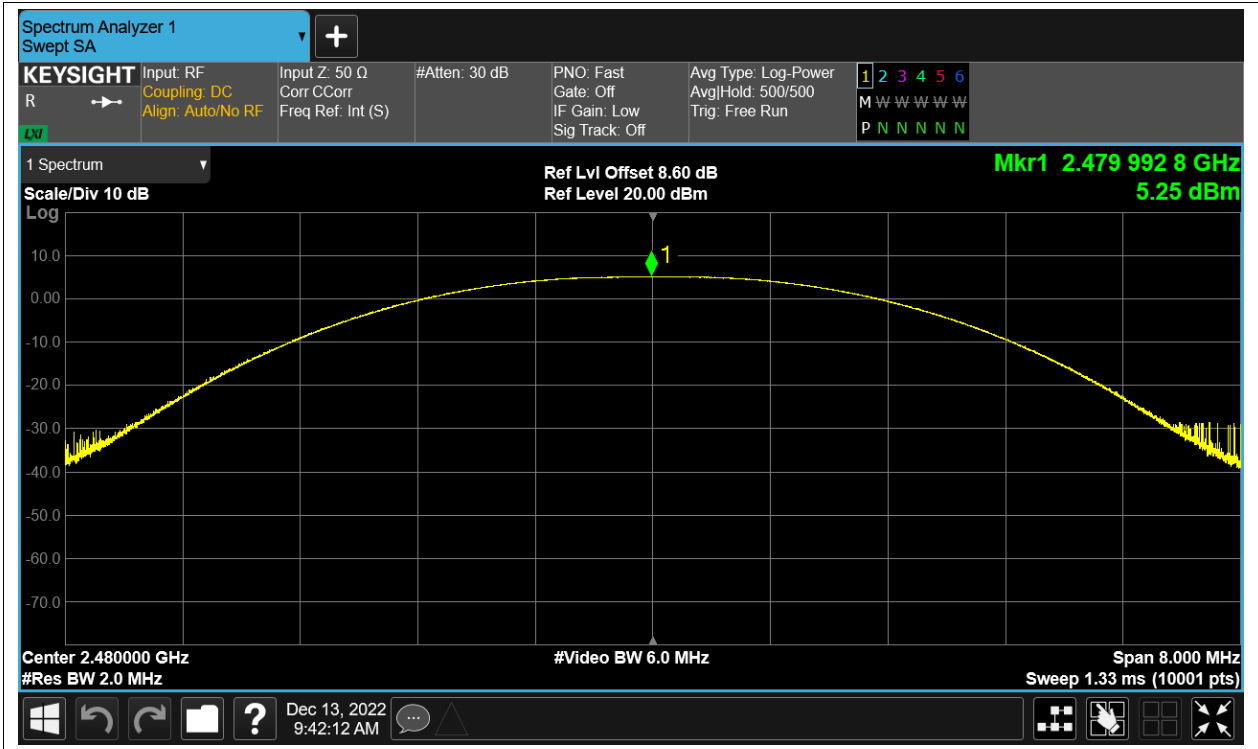 Spectrum Analyzer 1
Swept SA
+
KEYSIGHT
R
LXI
Input: RF
Coupling: DC
Align: Auto/No RF
Input Z: 50 Ω
Corr CCorr
Freq Ref: Int (S)
#Atten: 30 dB
PNO: Fast
Gate: Off
IF Gain: Low
Sig Track: Off
Avg Type: Log-Power
Avg|Hold: 500/500
Trig: Free Run
1 2 3 4 5 6
M W W W W W
P N N N N N
1 Spectrum
Scale/Div 10 dB
Log
Ref Lvl Offset 8.60 dB
Ref Level 20.00 dBm
Mkr1 2.479 992 8 GHz
5.25 dBm
1
10.0
0.00
-10.0
-20.0
-30.0
-40.0
-50.0
-60.0
-70.0
Center 2.480000 GHz
#Video BW 6.0 MHz
Span 8.000 MHz
#Res BW 2.0 MHz
Sweep 1.33 ms (10001 pts)
?
Dec 13, 2022
9:42:12 AM